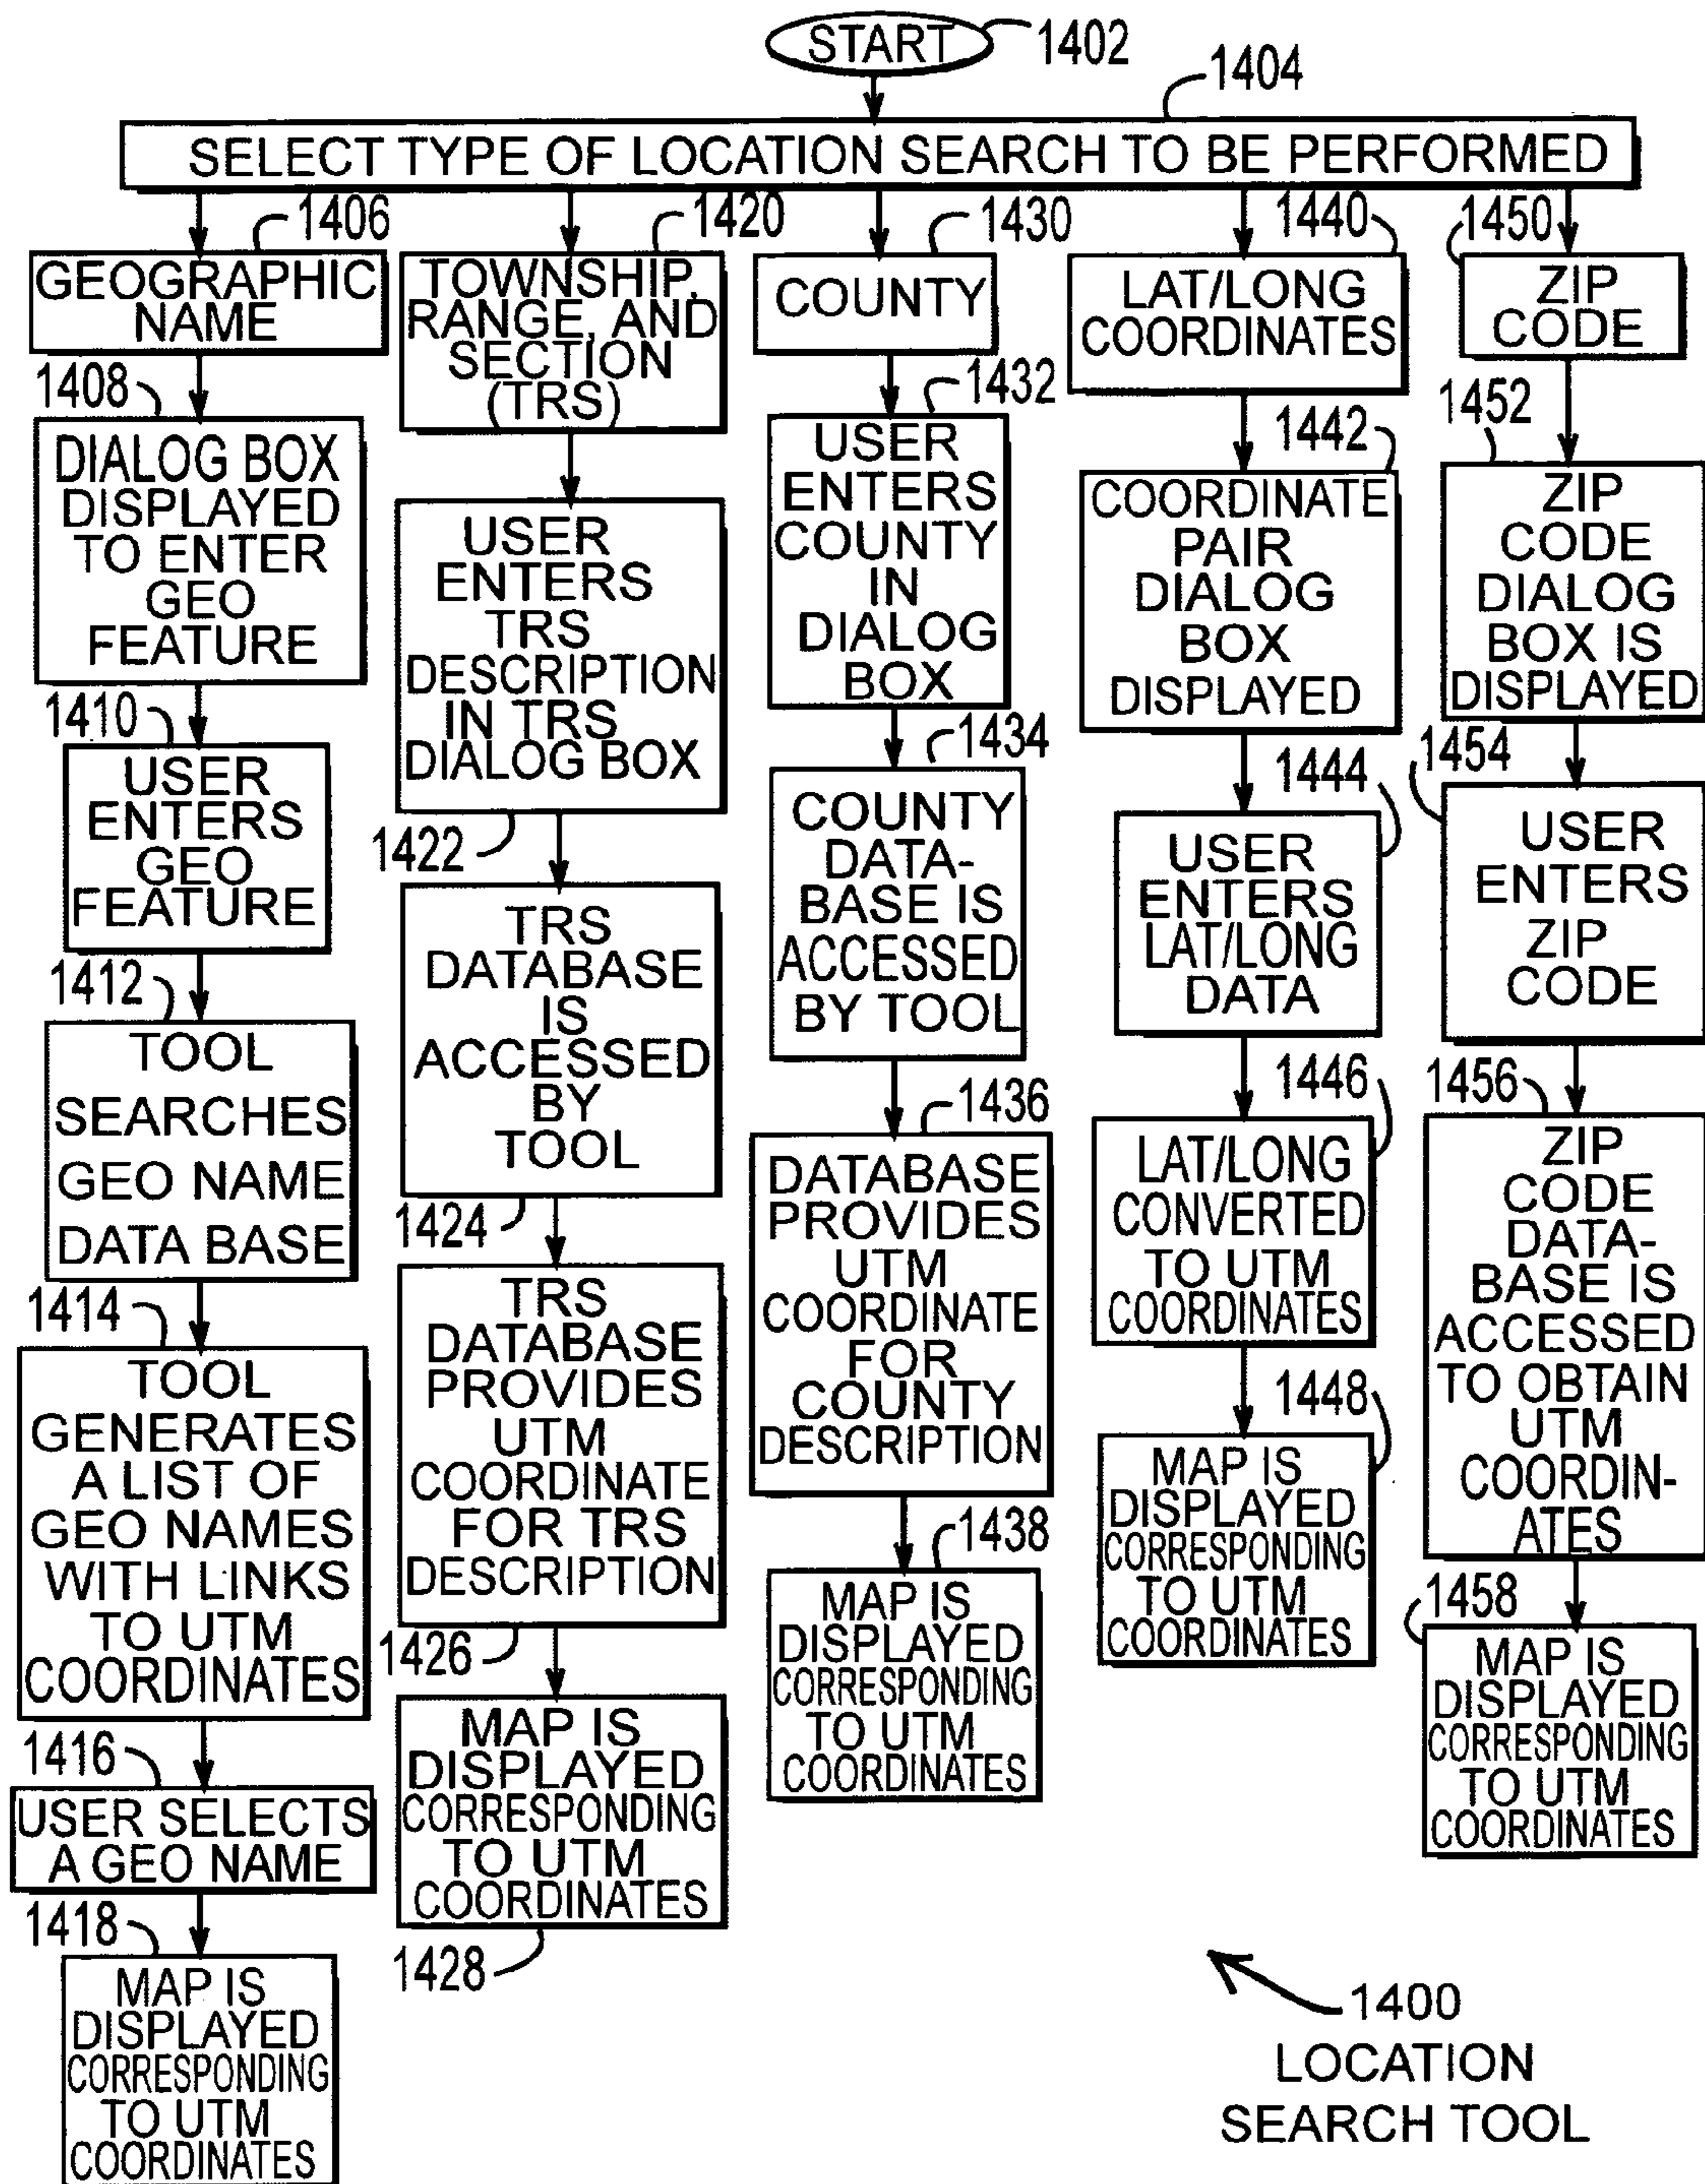 START
1402
1404
SELECT TYPE OF LOCATION SEARCH TO BE PERFORMED
1406
GEOGRAPHIC
NAME
1408
DIALOG BOX
DISPLAYED
TO ENTER
GEO
FEATURE
1410
USER
ENTERS
GEO
FEATURE
1412
TOOL
SEARCHES
GEO NAME
DATA BASE
1414
TOOL
GENERATES
A LIST OF
GEO NAMES
WITH LINKS
TO UTM
COORDINATES
1416
USER SELECTS
A GEO NAME
1418
MAP IS
DISPLAYED
CORRESPONDING
TO UTM
COORDINATES
1420
TOWNSHIP,
RANGE, AND
SECTION
(TRS)
USER
ENTERS
TRS
DESCRIPTION
IN TRS
DIALOG BOX
1422
TRS
DATABASE
IS
ACCESSED
BY
TOOL
1424
TRS
DATABASE
PROVIDES
UTM
COORDINATE
FOR TRS
DESCRIPTION
1426
MAP IS
DISPLAYED
CORRESPONDING
TO UTM
COORDINATES
1428
1430
COUNTY
1432
USER
ENTERS
COUNTY
IN
DIALOG
BOX
1434
COUNTY
DATA-
BASE IS
ACCESSED
BY TOOL
1436
DATABASE
PROVIDES
UTM
COORDINATE
FOR
COUNTY
DESCRIPTION
1438
MAP IS
DISPLAYED
CORRESPONDING
TO UTM
COORDINATES
1440
LAT/LONG
COORDINATES
1442
COORDINATE
PAIR
DIALOG
BOX
DISPLAYED
1444
USER
ENTERS
LAT/LONG
DATA
1446
LAT/LONG
CONVERTED
TO UTM
COORDINATES
1448
MAP IS
DISPLAYED
CORRESPONDING
TO UTM
COORDINATES
1450
ZIP
CODE
1452
ZIP
CODE
DIALOG
BOX IS
DISPLAYED
1454
USER
ENTERS
ZIP
CODE
1456
ZIP
CODE
DATA-
BASE IS
ACCESSED
TO OBTAIN
UTM
COORDIN-
ATES
1458
MAP IS
DISPLAYED
CORRESPONDING
TO UTM
COORDINATES
1400
LOCATION
SEARCH TOOL